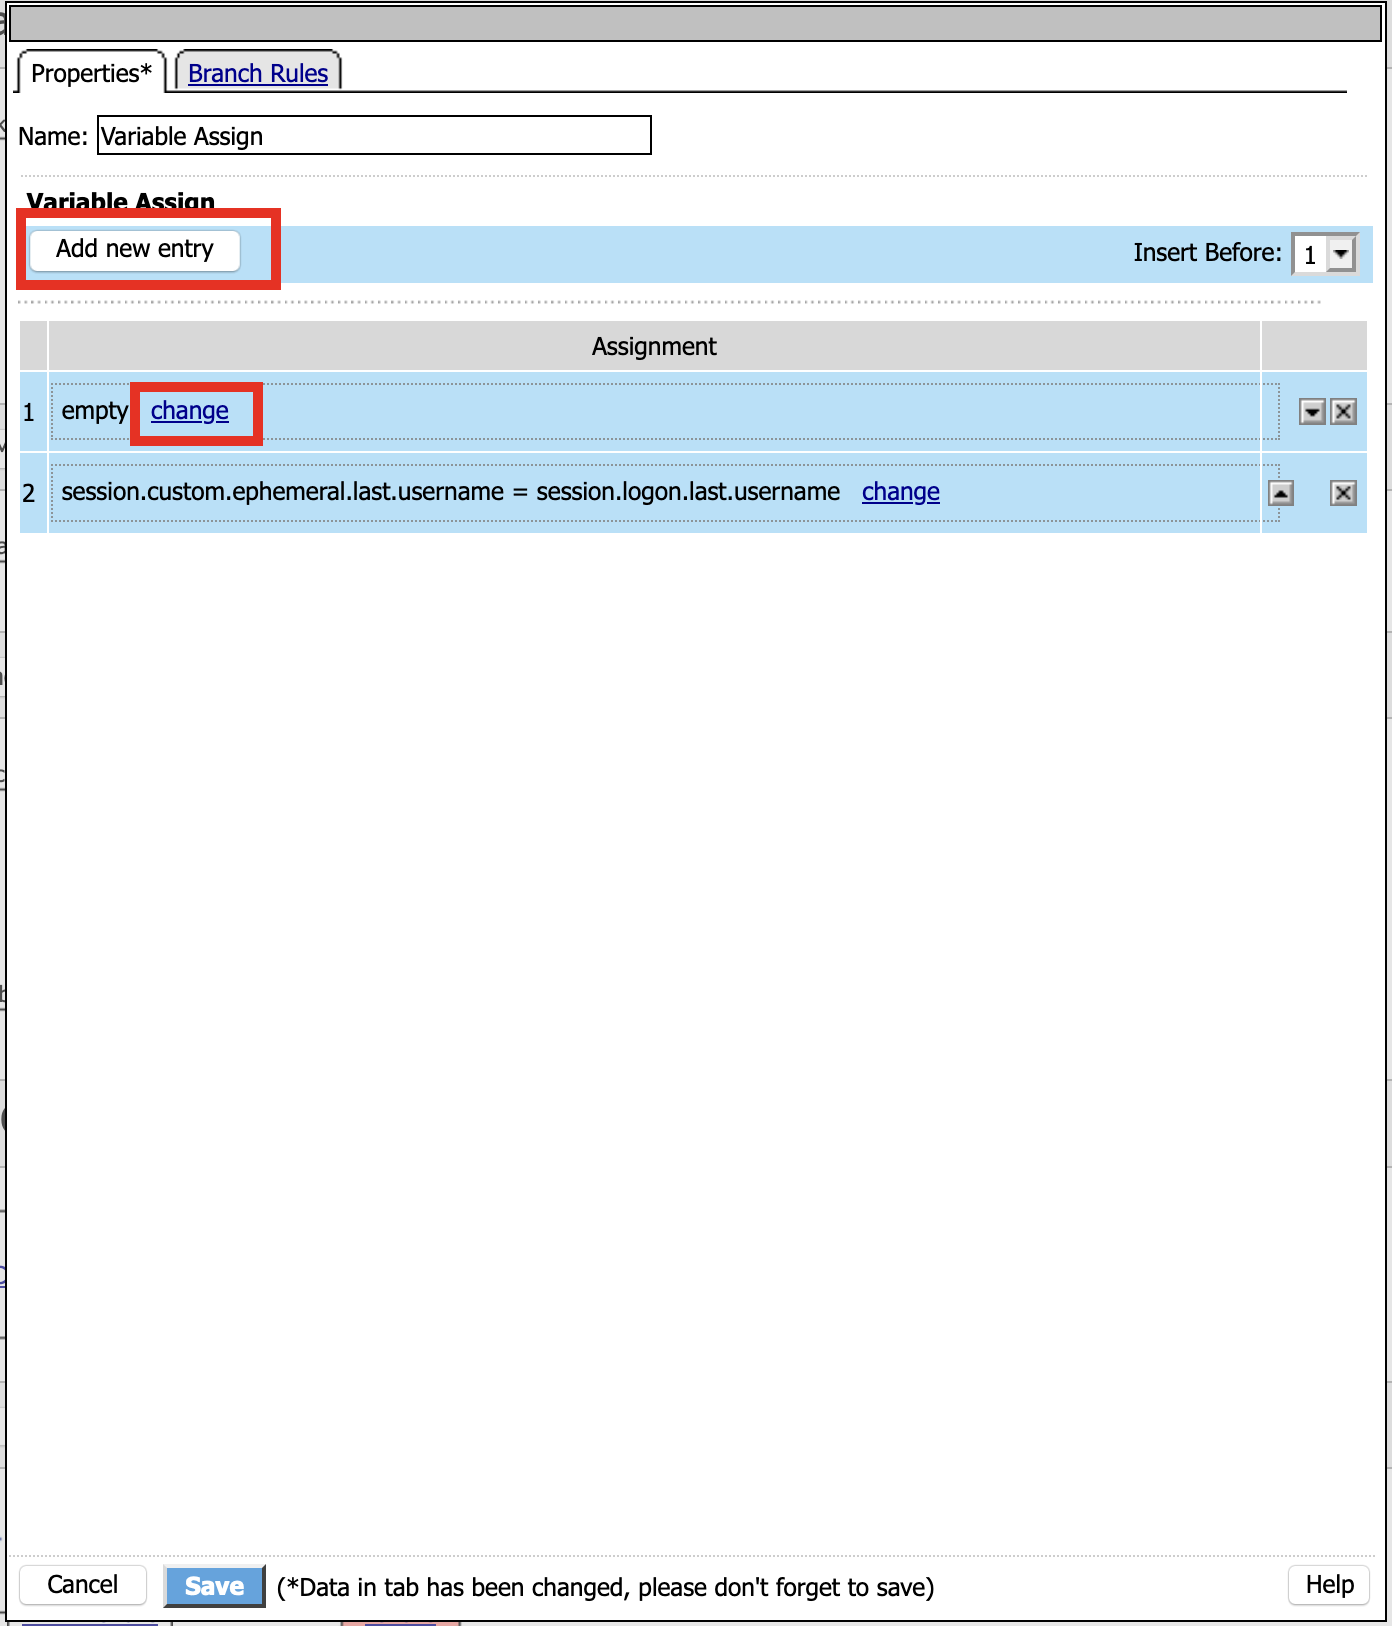 Properties* Branch Rules
Name: Variable Assign
Variable Assign
Add new entry Insert Before: 1
Assignment
1 empty change
2 session.custom.ephemeral.last.username = session.logon.last.username change
Cancel Save (*Data in tab has been changed, please don't forget to save) Help